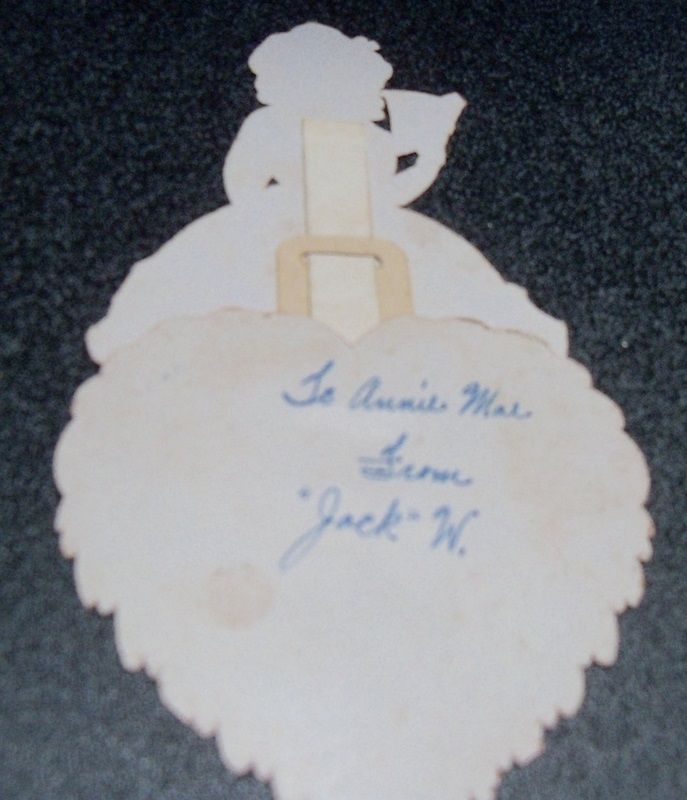 To Annie Mae
From
"Jack" W.